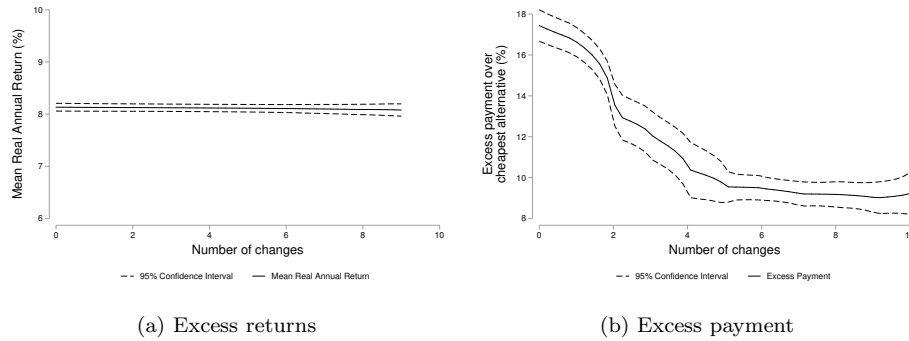 10
9
8
7
6
Mean Real Annual Return (%)
0 2 4 6 8 10
Number of changes
95% Confidence Interval Mean Real Annual Return
(a) Excess returns
18
16
14
12
10
8
Excess payment over
cheapest alternative (%)
0 2 4 6 8 10
Number of changes
95% Confidence Interval Excess Payment
(b) Excess payment